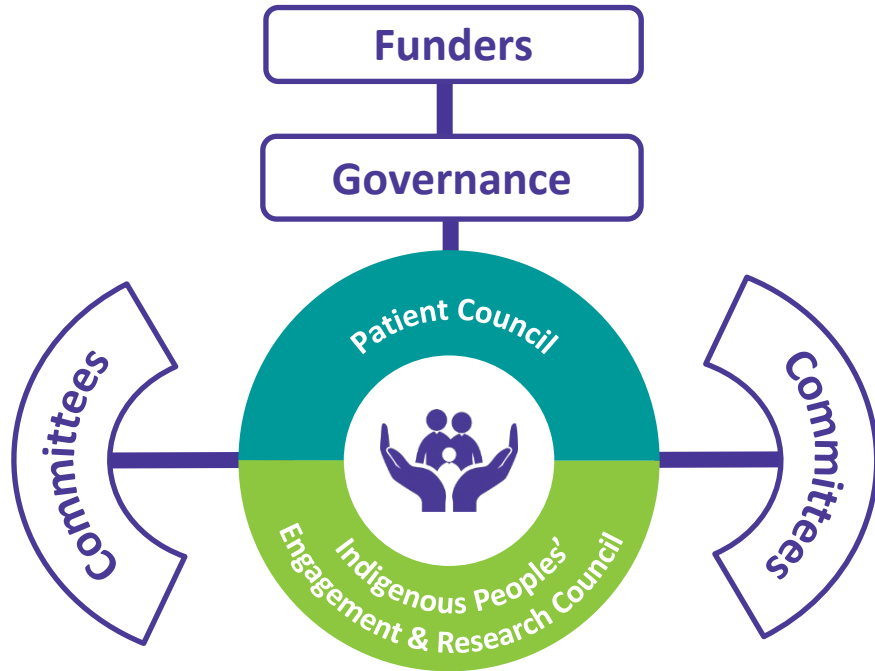 Funders
Governance
Patient Council
Committees
Committees
Indigenous Peoples’
Engagement & Research Council